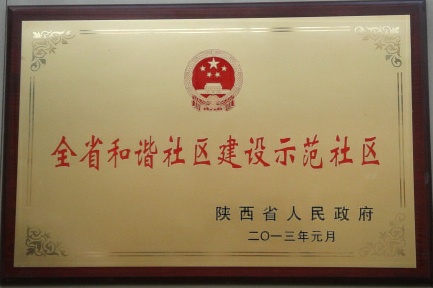 全省和谐社区建设示范社区
陕西省人民政府
二〇一三年元月